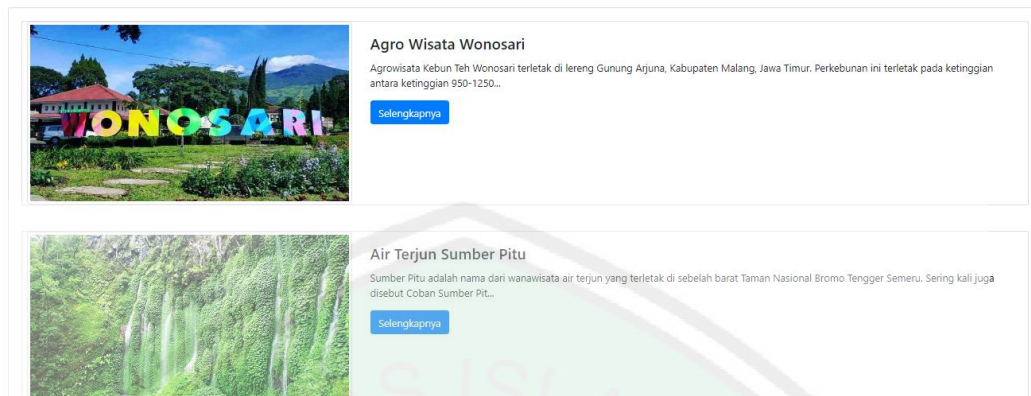 WONOSARI
Agro Wisata Wonosari
Agrowisata Kebun Teh Wonosari terletak di lereng Gunung Arjuna, Kabupaten Malang, Jawa Timur. Perkebunan ini terletak pada ketinggian
antara ketinggian 950-1250...
Selengkapnya
Air Terjun Sumber Pitu
Sumber Pitu adalah nama dari wanawisata air terjun yang terletak di sebelah barat Taman Nasional Bromo Tengger Semeru. Sering kali juga
disebut Coban Sumber Pit...
Selengkapnya